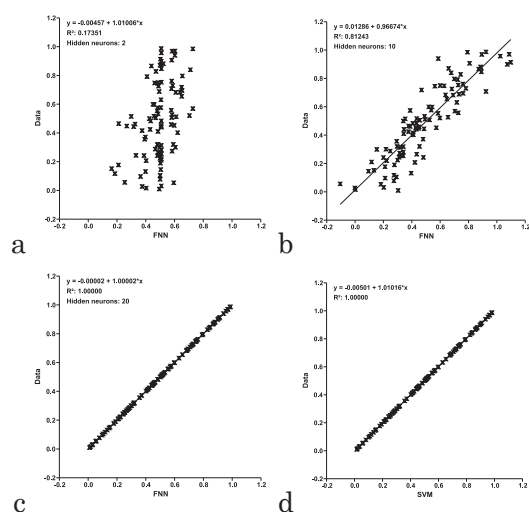 y = -0.00457 + 1.01006*x
R²: 0.17351
Hidden neurons: 2
1.2
1.0
0.8
0.6
0.4
0.2
0.0
-0.2
Data
-0.2 0.0 0.2 0.4 0.6 0.8 1.0 1.2
FNN
a
y = 0.01286 + 0.96674*x
R²: 0.81243
Hidden neurons: 10
1.2
1.0
0.8
0.6
0.4
0.2
0.0
-0.2
Data
-0.2 0.0 0.2 0.4 0.6 0.8 1.0 1.2
FNN
b
y = -0.00002 + 1.00002*x
R²: 1.00000
Hidden neurons: 20
1.2
1.0
0.8
0.6
0.4
0.2
0.0
-0.2
Data
-0.2 0.0 0.2 0.4 0.6 0.8 1.0 1.2
FNN
c
y = -0.00501 + 1.01016*x
R²: 1.00000
1.2
1.0
0.8
0.6
0.4
0.2
0.0
-0.2
Data
-0.2 0.0 0.2 0.4 0.6 0.8 1.0 1.2
SVM
d